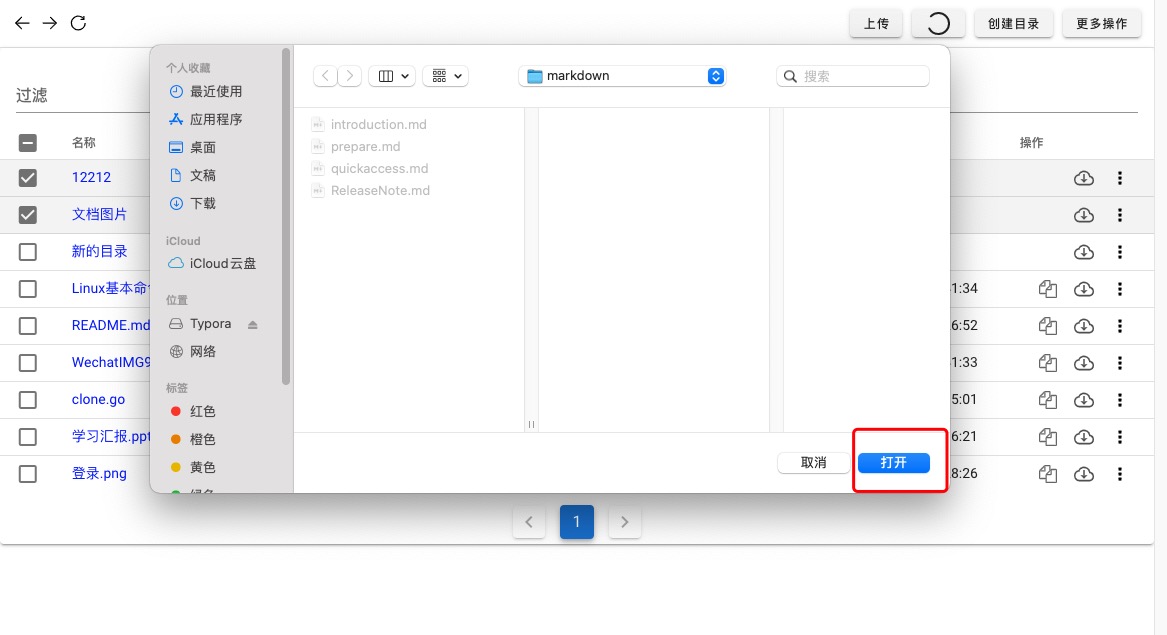 上传
创建目录
更多操作
过滤
名称
操作
12212
文档图片
新的目录
Linux基本命
1:34
README.md
6:52
WechatIMG9
1:33
clone.go
5:01
学习汇报.ppt
6:21
登录.png
8:26
个人收藏
最近使用
应用程序
桌面
文稿
下载
iCloud
iCloud云盘
位置
Typora
网络
标签
红色
橙色
黄色
markdown
搜索
introduction.md
prepare.md
quickaccess.md
ReleaseNote.md
取消
打开
1